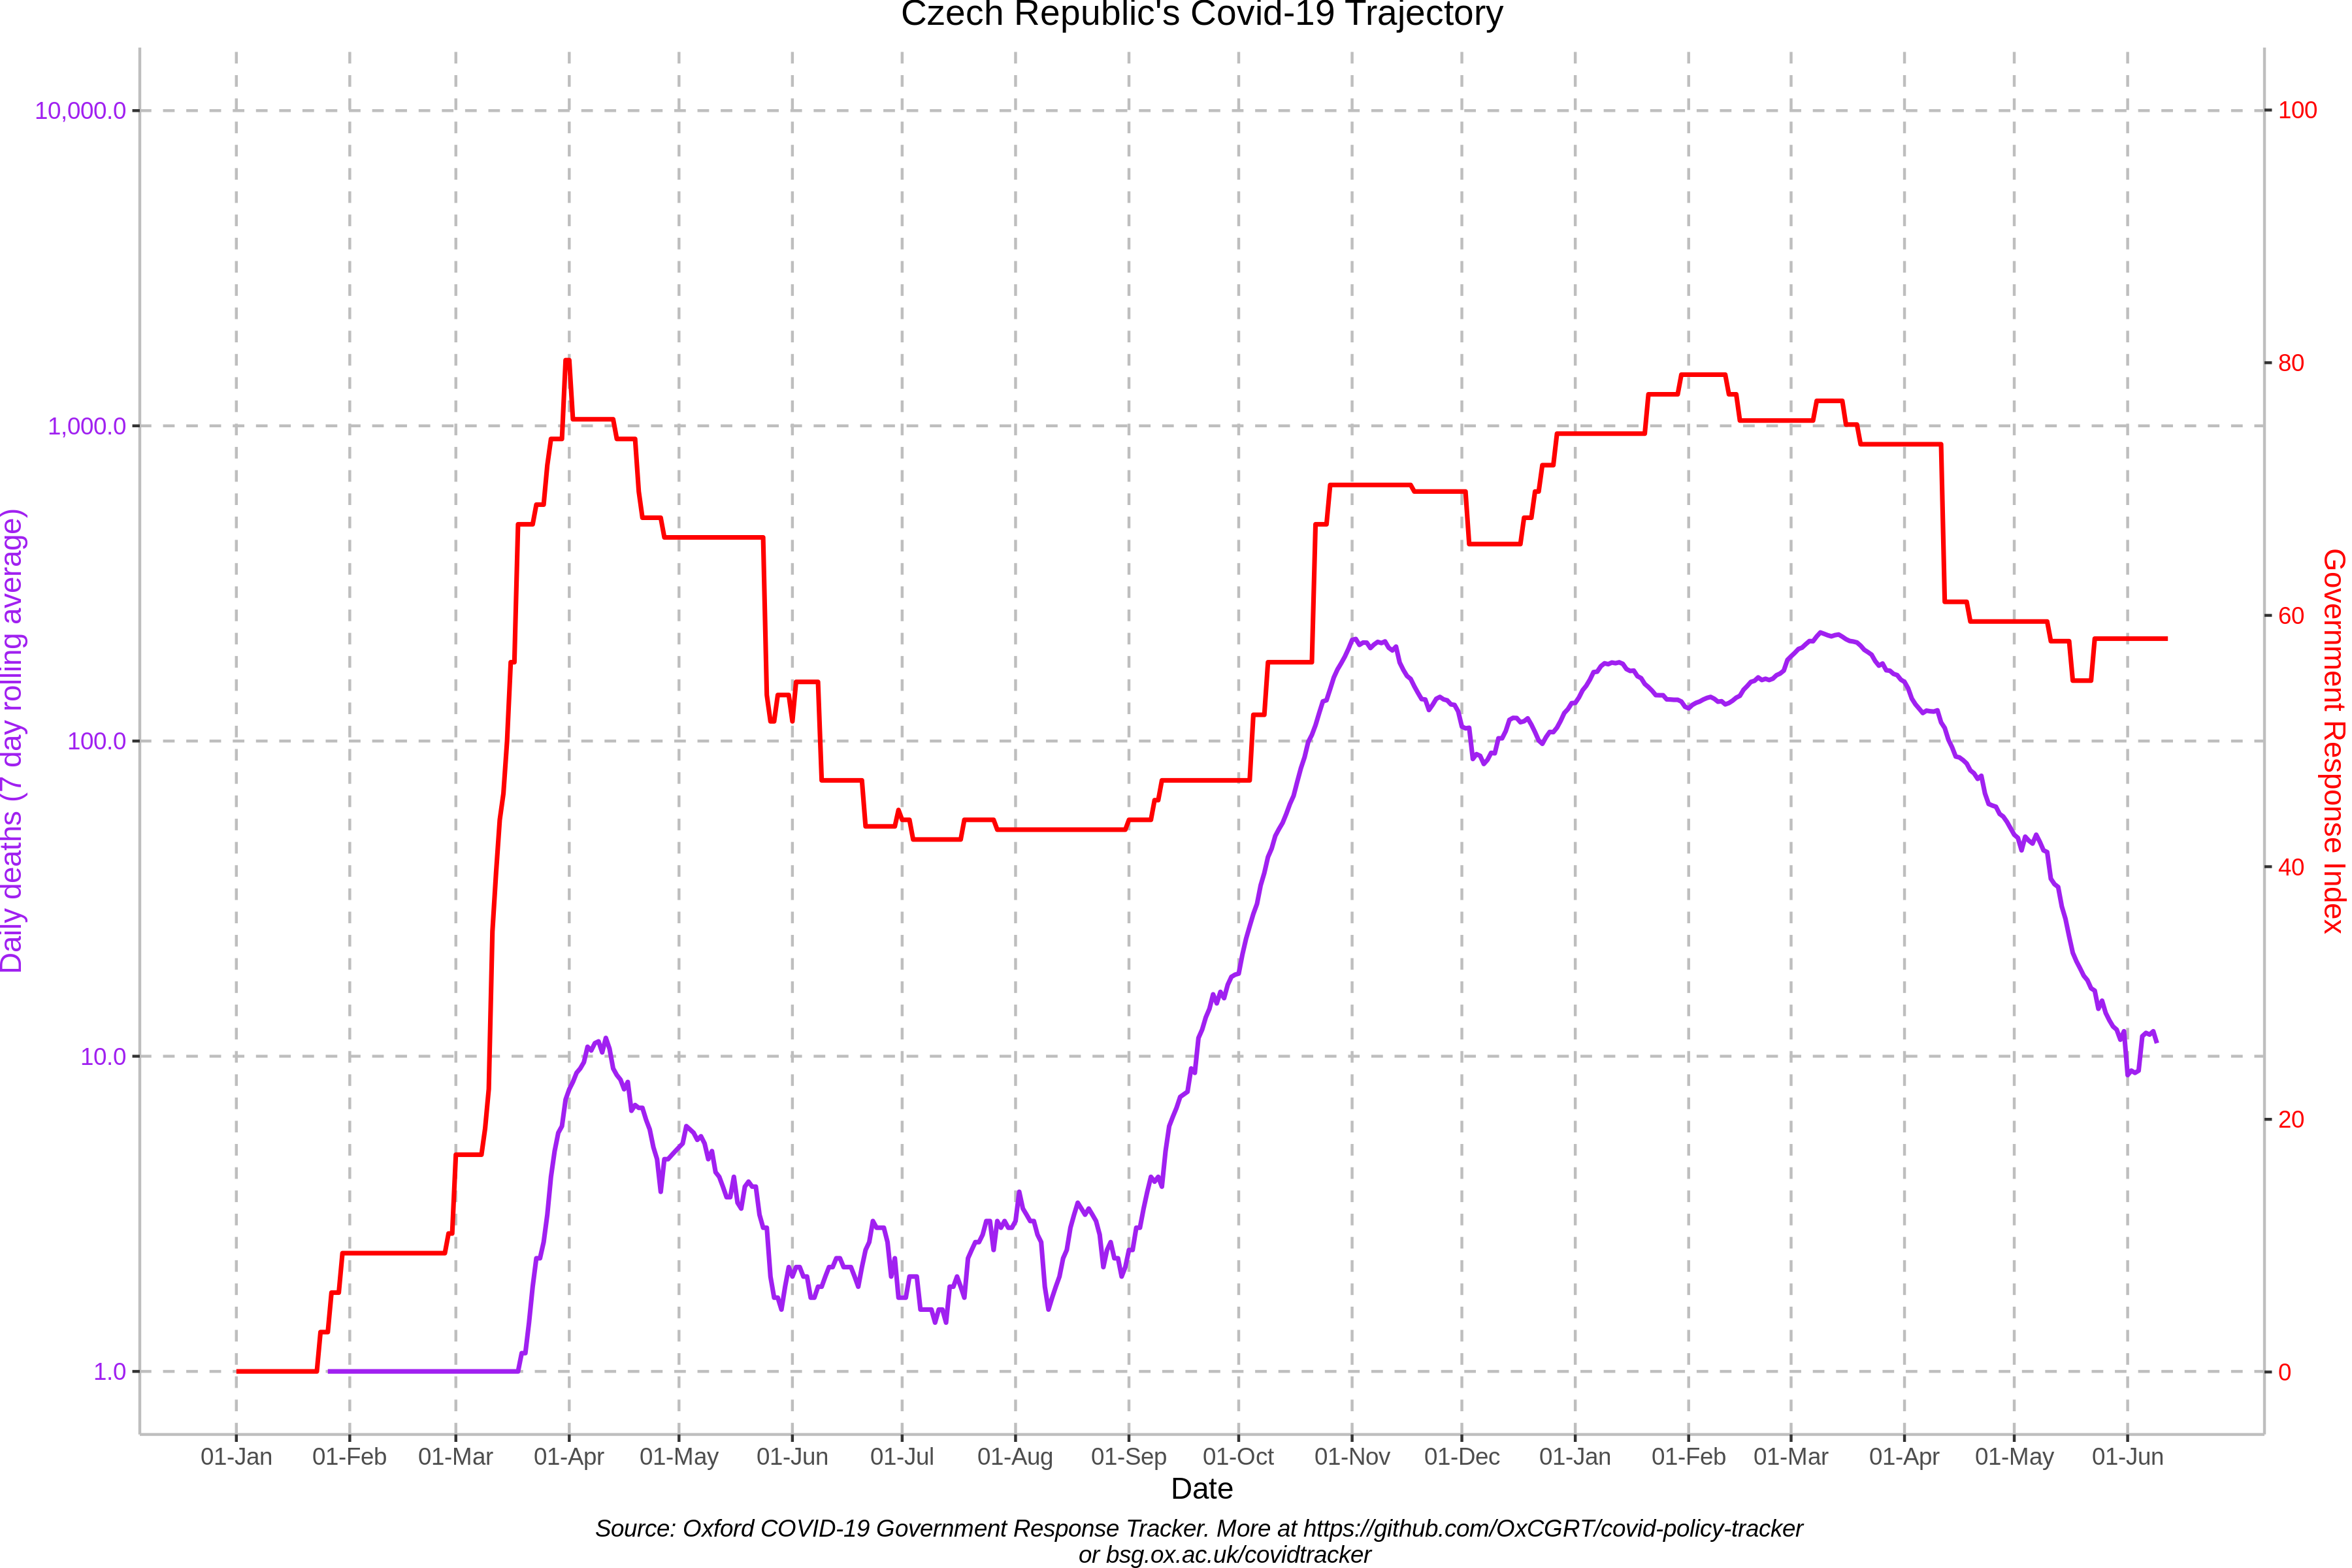 Czech Republic's Covid-19 Trajectory
Daily deaths (7 day rolling average)
10,000.0
1,000.0
100.0
10.0
1.0
100
80
60
40
20
0
Government Response Index
01-Jan
01-Feb
01-Mar
01-Apr
01-May
01-Jun
01-Jul
01-Aug
01-Sep
01-Oct
01-Nov
01-Dec
01-Jan
01-Feb
01-Mar
01-Apr
01-May
01-Jun
Date
Source: Oxford COVID-19 Government Response Tracker. More at https://github.com/OxCGRT/covid-policy-tracker
or bsg.ox.ac.uk/covidtracker